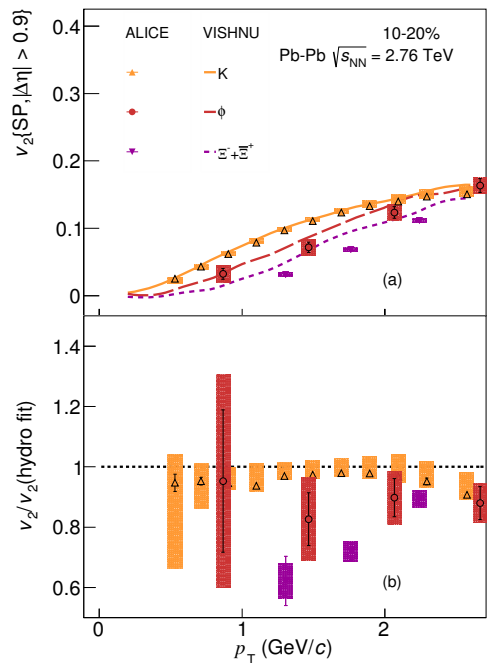 ALICE VISHNU 10-20%
Pb-Pb √sNN = 2.76 TeV
K
ϕ
Ξ⁻+Ξ̄⁺
v2{SP,|Δη| > 0.9}
0.4
0.3
0.2
0.1
0
(a)
v2/v2(hydro fit)
1.4
1.2
1
0.8
0.6
(b)
0 1 2
pT (GeV/c)